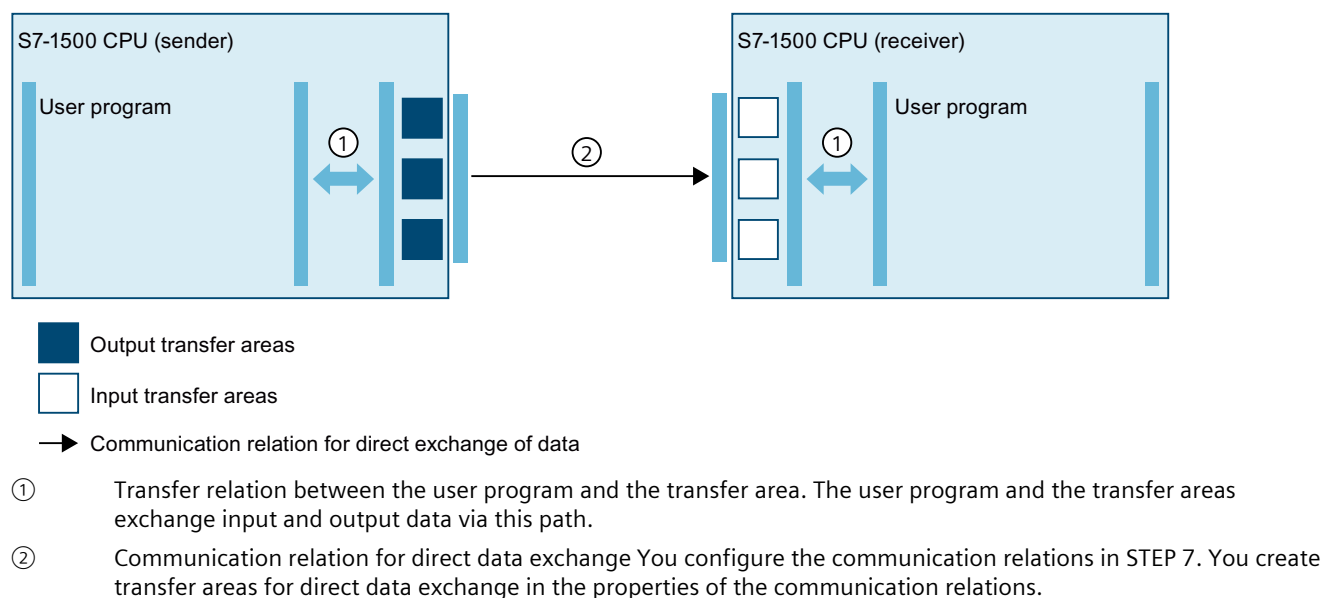 S7-1500 CPU (sender)
S7-1500 CPU (receiver)
User program
User program
①
②
①
Output transfer areas
Input transfer areas
Communication relation for direct exchange of data
① Transfer relation between the user program and the transfer area. The user program and the transfer areas
exchange input and output data via this path.
② Communication relation for direct data exchange You configure the communication relations in STEP 7. You create
transfer areas for direct data exchange in the properties of the communication relations.